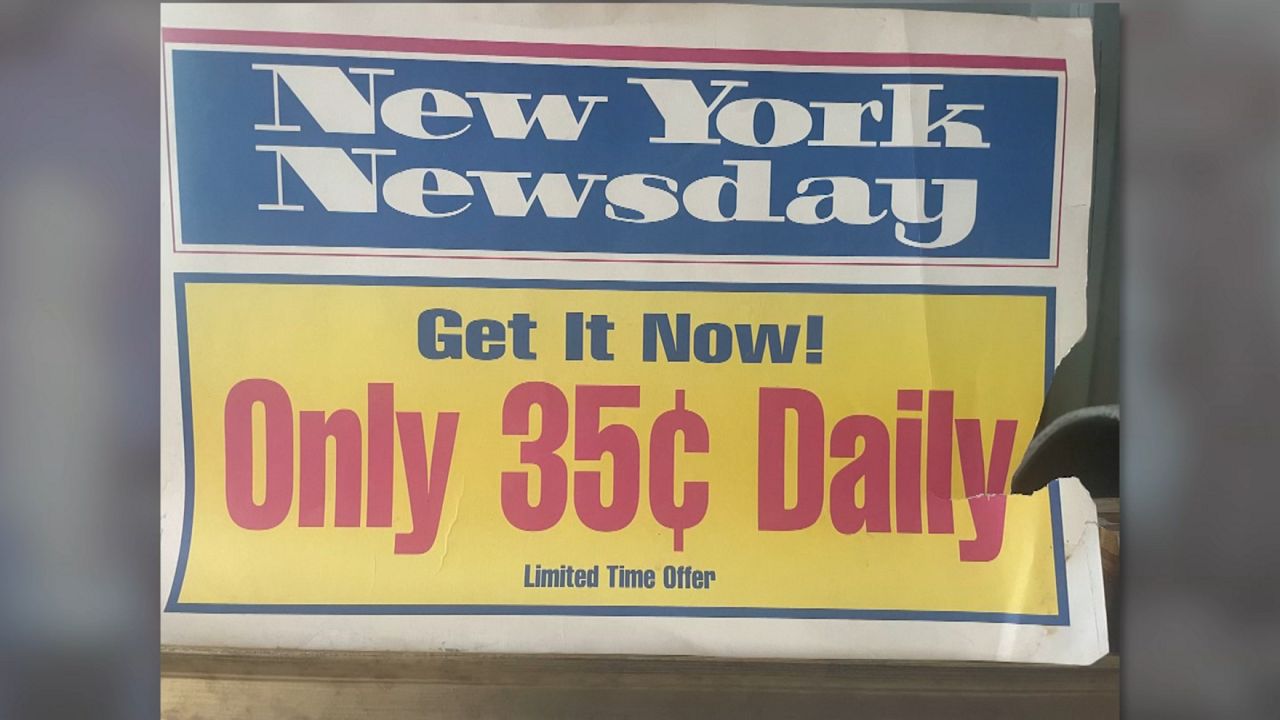 New York
Newsday
Get It Now!
Only 35¢ Daily
Limited Time Offer